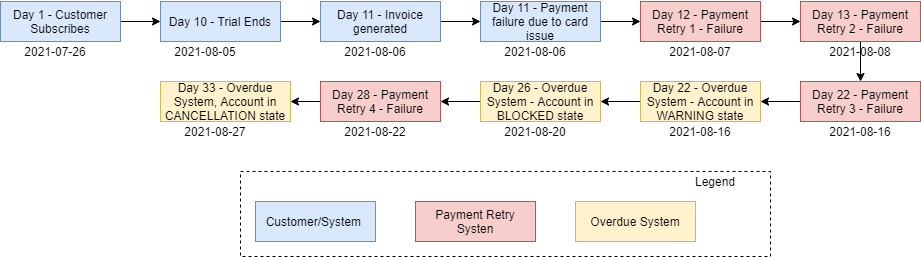 Day 1 - Customer
Subscribes
2021-07-26
Day 10 - Trial Ends
2021-08-05
Day 11 - Invoice
generated
2021-08-06
Day 11 - Payment
failure due to card
issue
2021-08-06
Day 12 - Payment
Retry 1 - Failure
2021-08-07
Day 13 - Payment
Retry 2 - Failure
2021-08-08
Day 22 - Payment
Retry 3 - Failure
2021-08-16
Day 22 - Overdue
System - Account in
WARNING state
2021-08-16
Day 26 - Overdue
System - Account in
BLOCKED state
2021-08-20
Day 28 - Payment
Retry 4 - Failure
2021-08-22
Day 33 - Overdue
System, Account in
CANCELLATION state
2021-08-27
Legend
Customer/System
Payment Retry
Systen
Overdue System